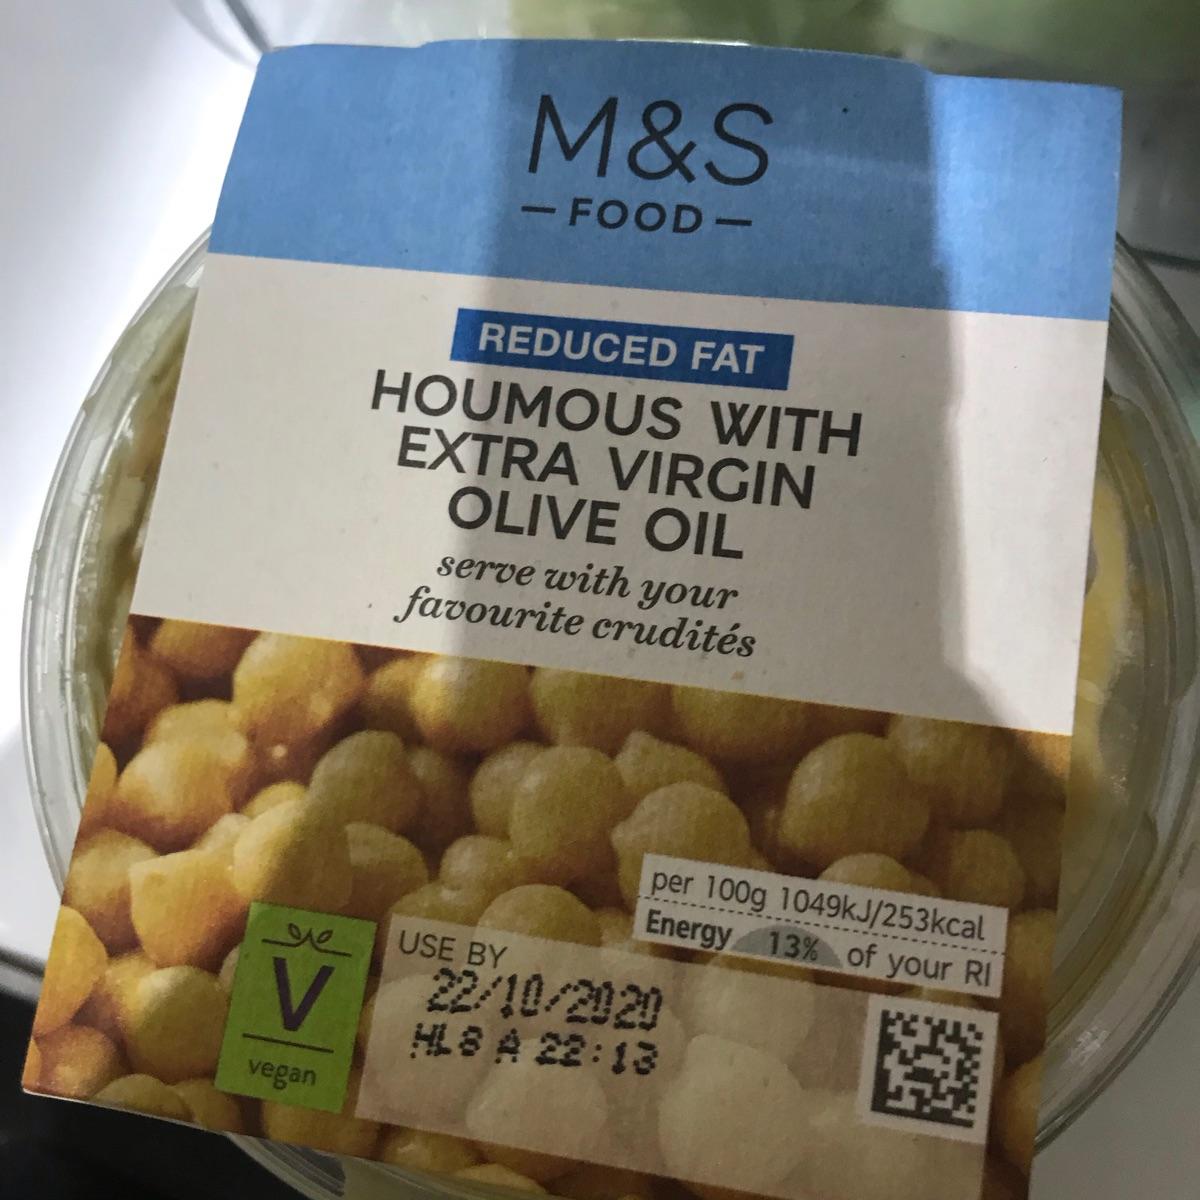 M&S
FOOD
REDUCED FAT
HOUMOUS WITH
EXTRA VIRGIN
OLIVE OIL
serve with your
favourite crudités
per 100g 1049kJ/253kcal
Energy 13% of your RI
USE BY
22/10/2020
HL8 A 22:13
V
vegan